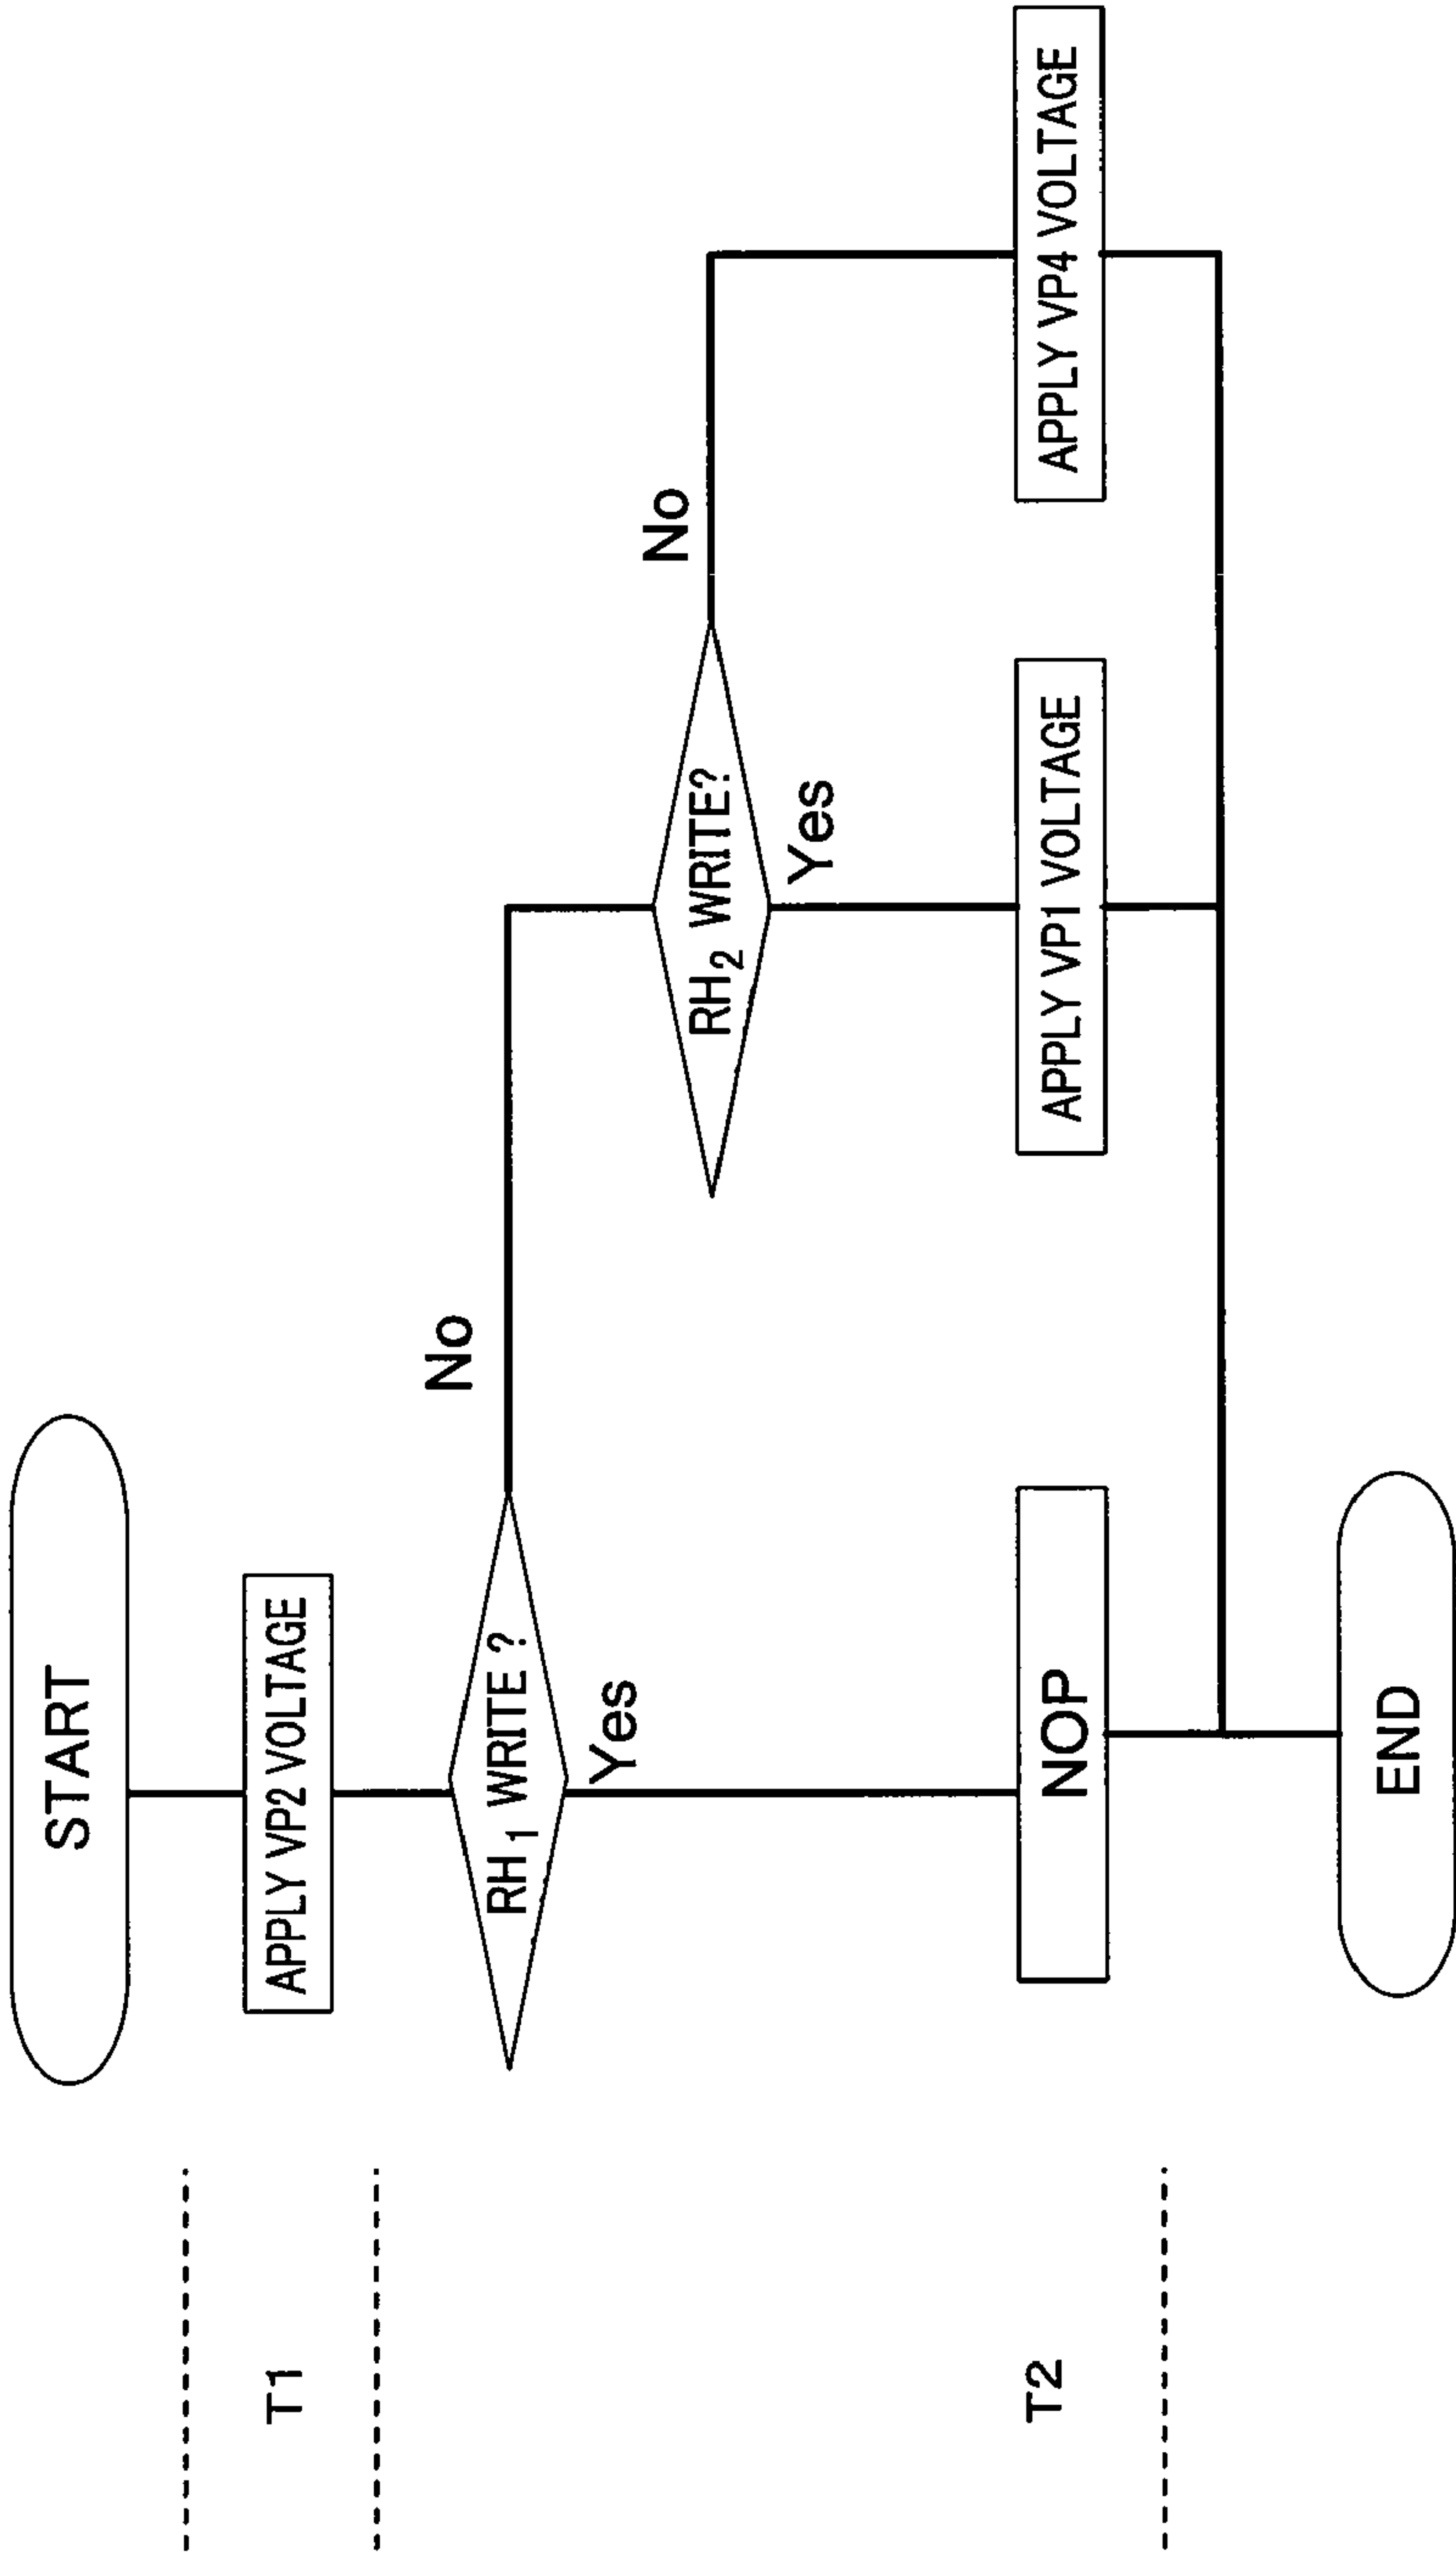 START
T1
APPLY VP2 VOLTAGE
RH1 WRITE ?
No
Yes
RH2 WRITE?
No
Yes
T2
NOP
APPLY VP1 VOLTAGE
APPLY VP4 VOLTAGE
END